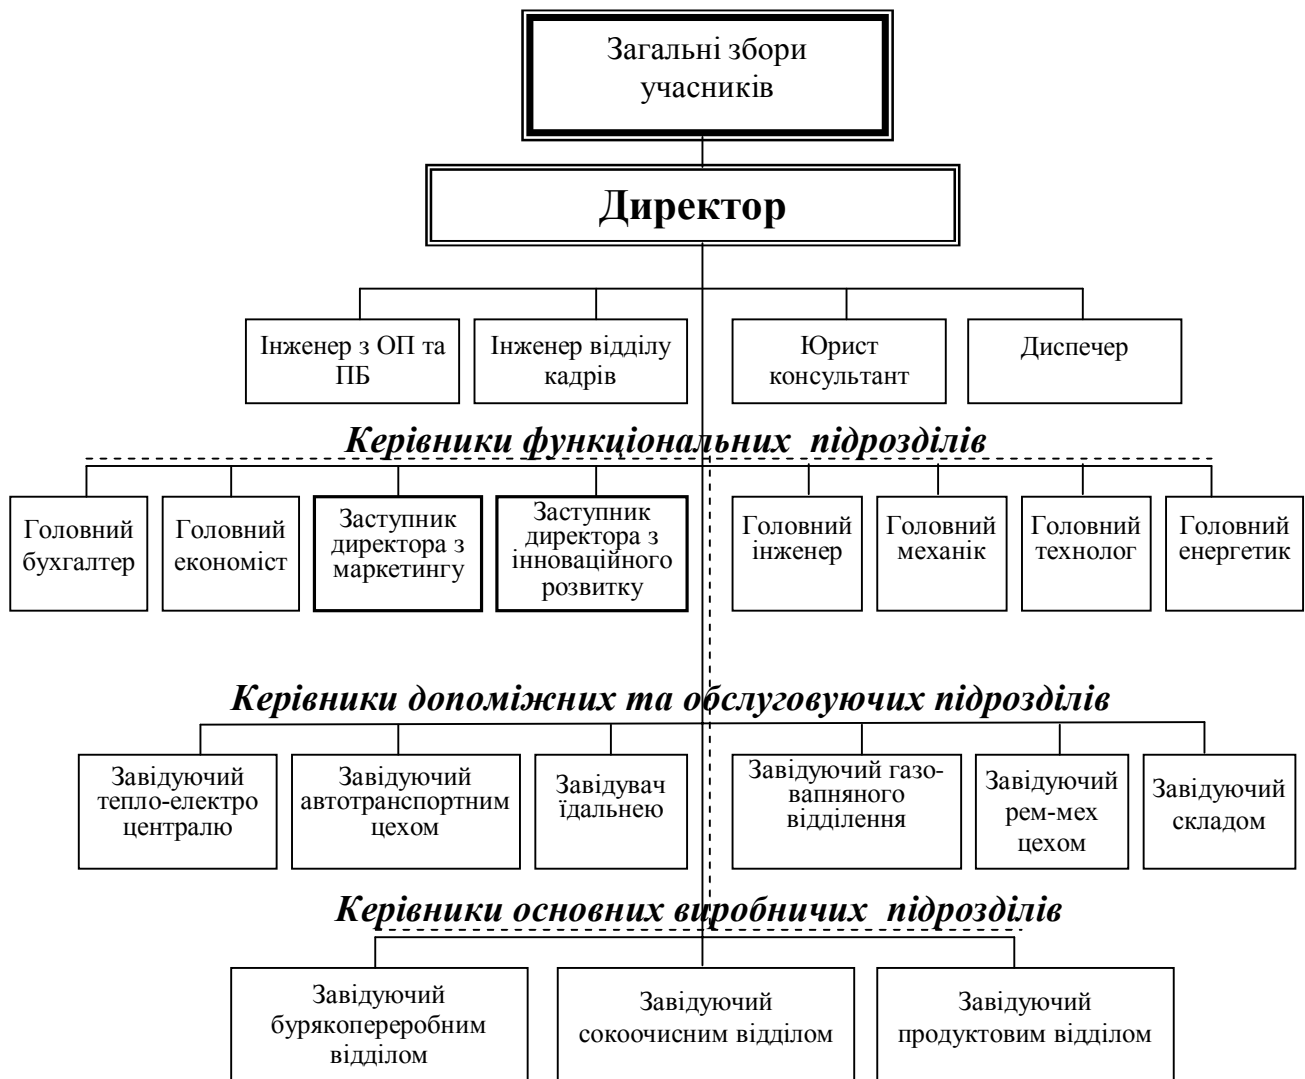 Загальні збори
учасників
Директор
Інженер з ОП та
ПБ
Інженер відділу
кадрів
Юрист
консультант
Диспечер
Керівники функціональних підрозділів
Головний
бухгалтер
Головний
економіст
Заступник
директора з
маркетингу
Заступник
директора з
інноваційного
розвитку
Головний
інженер
Головний
механік
Головний
технолог
Головний
енергетик
Керівники допоміжних та обслуговуючих підрозділів
Завідуючий
тепло-електро
централю
Завідуючий
автотранспортним
цехом
Завідувач
їдальнею
Завідуючий газо-
вапняного
відділення
Завідуючий
рем-мех
цехом
Завідуючий
складом
Керівники основних виробничих підрозділів
Завідуючий
бурякопереробним
відділом
Завідуючий
сокоочисним відділом
Завідуючий
продуктовим відділом